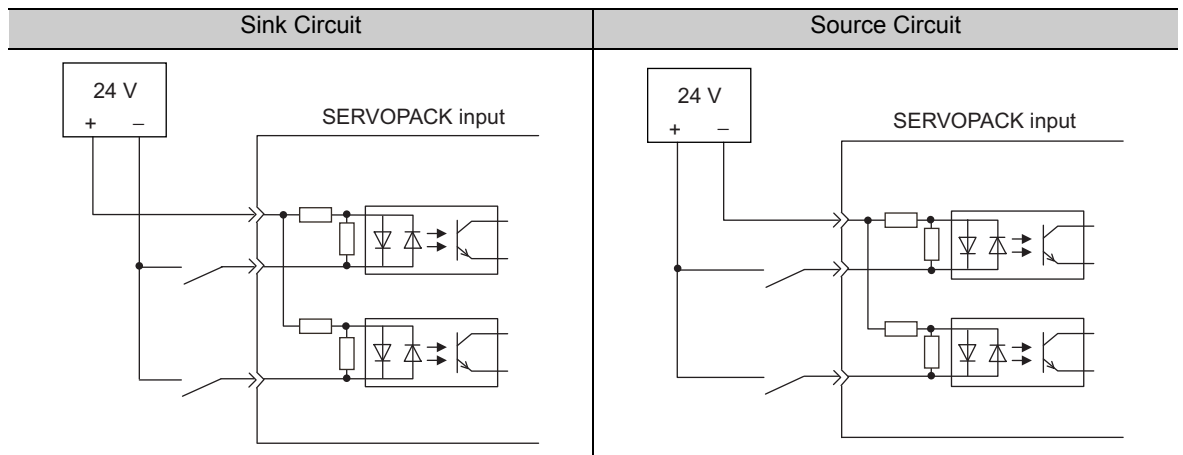 Sink Circuit
Source Circuit
24 V
+ −
SERVOPACK input
24 V
+ −
SERVOPACK input